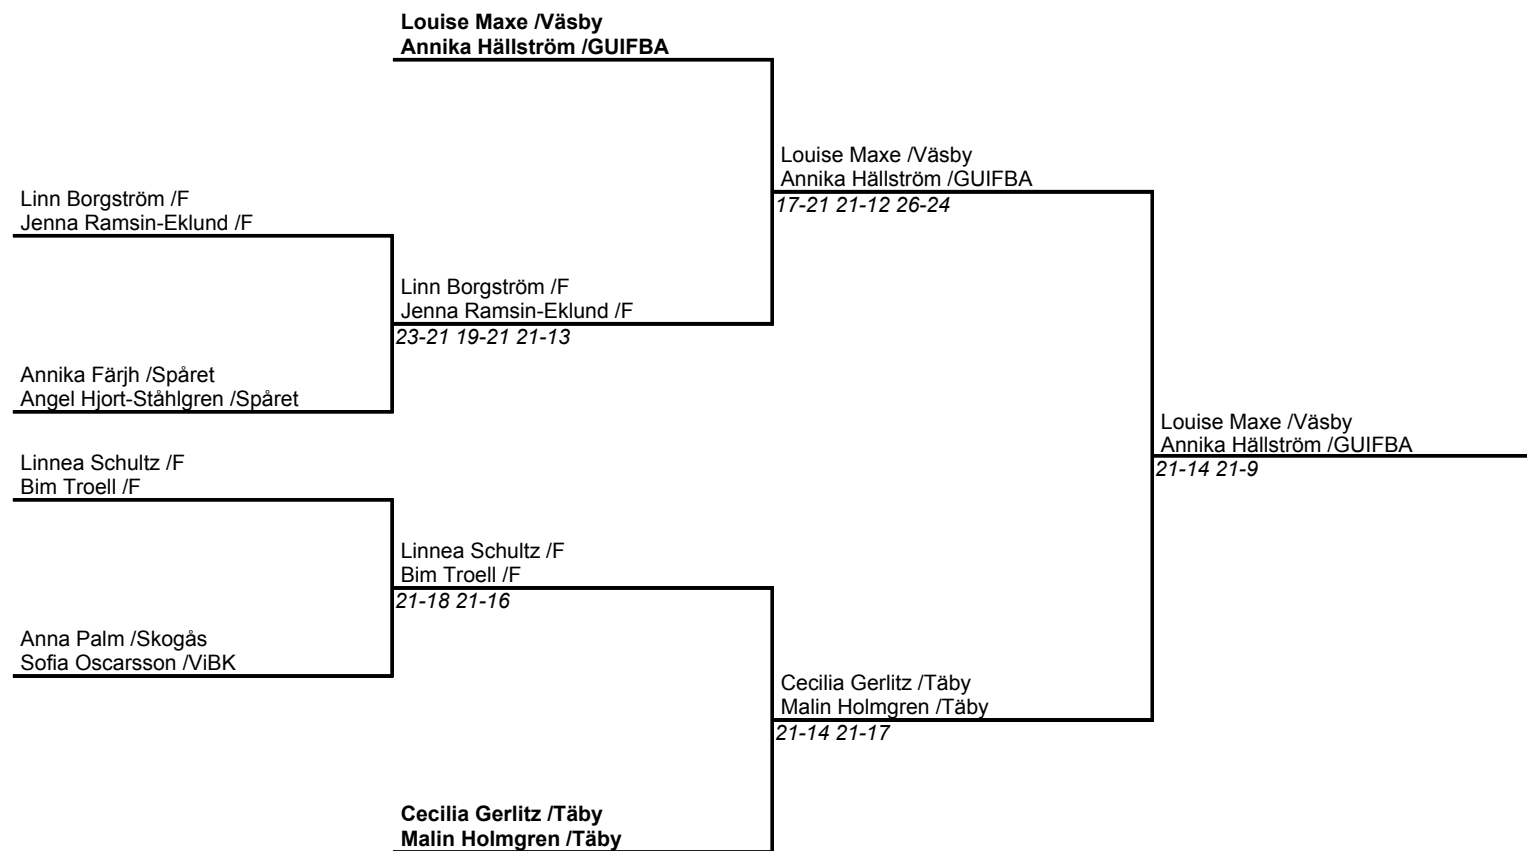 Louise Maxe /Väsby
Annika Hällström /GUIFBA
Louise Maxe /Väsby
Annika Hällström /GUIFBA
17-21 21-12 26-24
Linn Borgström /F
Jenna Ramsin-Eklund /F
Linn Borgström /F
Jenna Ramsin-Eklund /F
23-21 19-21 21-13
Annika Färjh /Spåret
Angel Hjort-Ståhlgren /Spåret
Louise Maxe /Väsby
Annika Hällström /GUIFBA
21-14 21-9
Linnea Schultz /F
Bim Troell /F
Linnea Schultz /F
Bim Troell /F
21-18 21-16
Anna Palm /Skogås
Sofia Oscarsson /ViBK
Cecilia Gerlitz /Täby
Malin Holmgren /Täby
21-14 21-17
Cecilia Gerlitz /Täby
Malin Holmgren /Täby